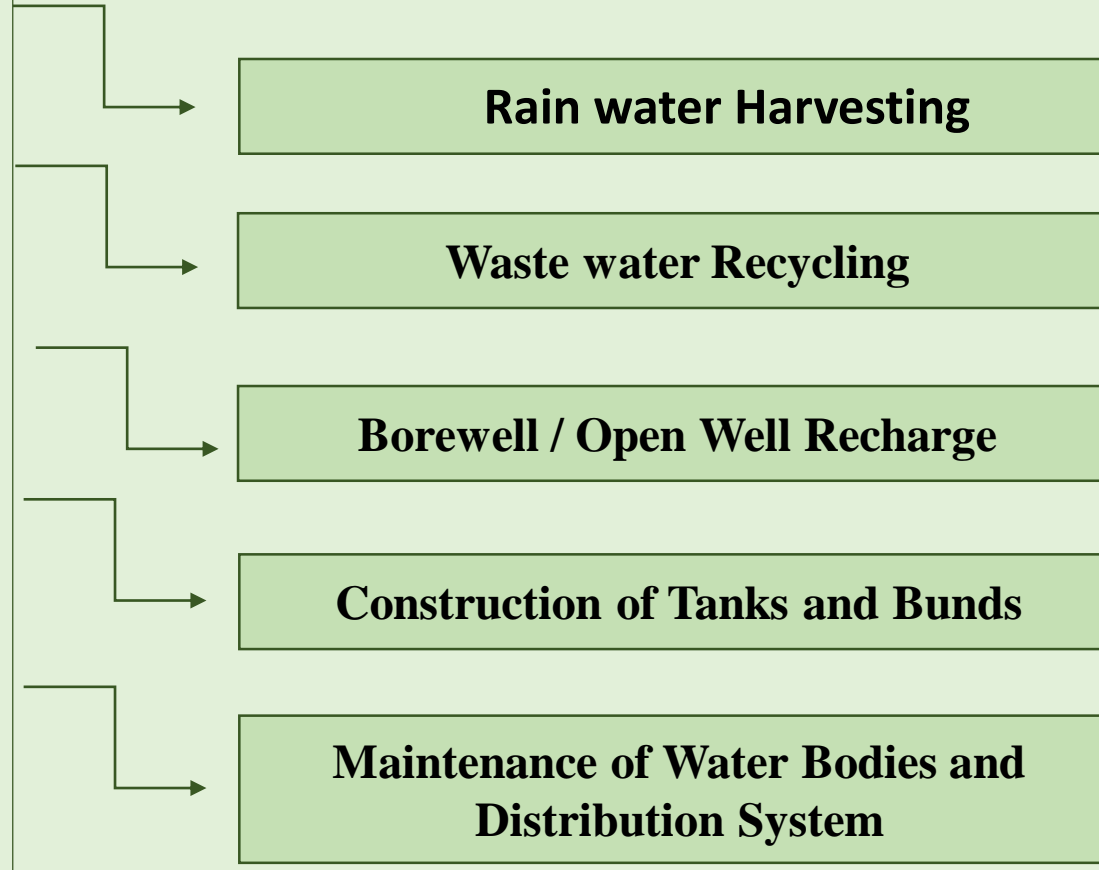 Rain water Harvesting
Waste water Recycling
Borewell / Open Well Recharge
Construction of Tanks and Bunds
Maintenance of Water Bodies and
Distribution System